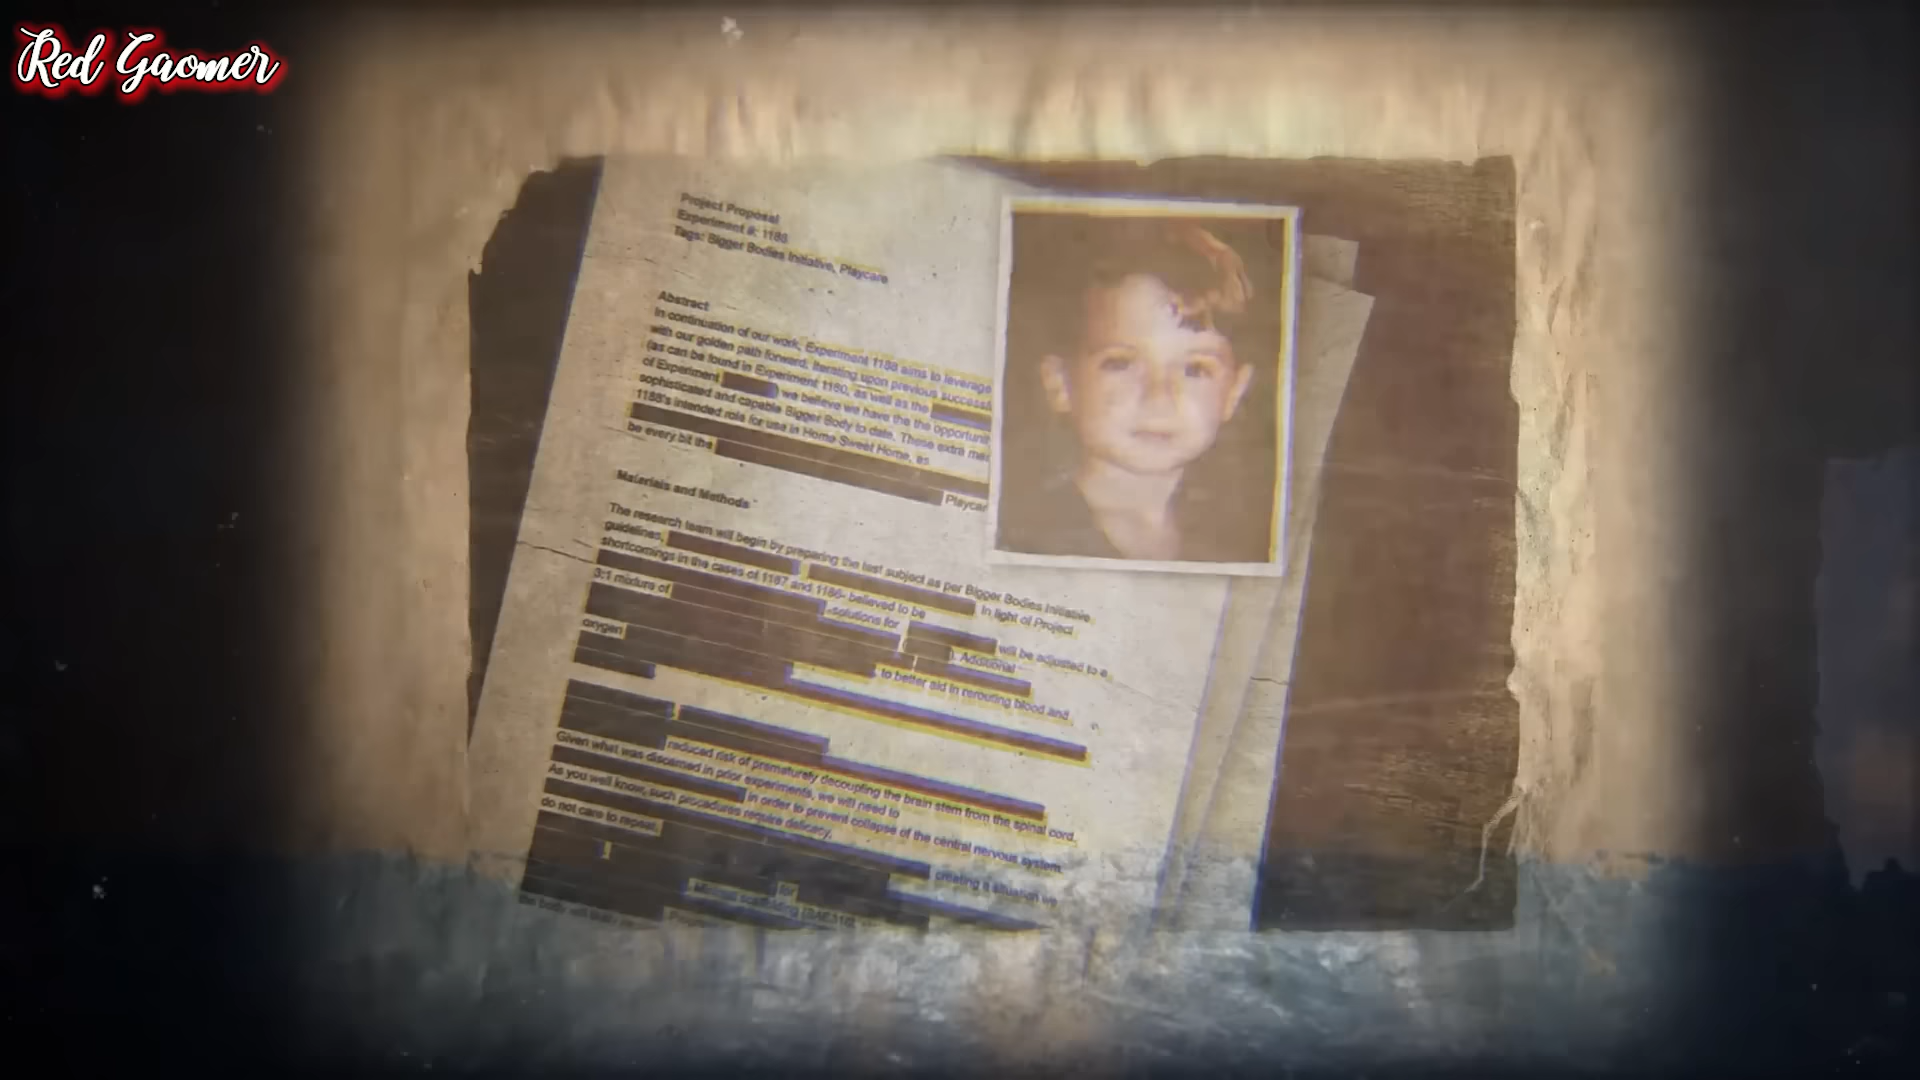 Red Gaomer
Project Proposal
Experiment #: 1188
Tags: Bigger Bodies Initiative, Playcare
Abstract
In continuation of our work, Experiment 1188 aims to leverage
with our golden path forward. Iterating upon previous successf
(as can be found in Experiment 1160, as well as the
of Experiment ) we believe we have the the opportunit
sophisticated and capable Bigger Body to date. These extra
1188's intended role for use in Home Sweet Home, as
be every bit the
Playcar
Materials and Methods
The research team will begin by preparing the test subject as per Bigger Bodies Initiative
guidelines, In light of Project
shortcomings in the cases of 1187 and 1186- believed to be
3:1 mixture of -solutions for will be adjusted to a
( ). Additional
oxygen , to better aid in rerouting blood and
reduced risk of prematurely decoupling the brain stem from the spinal cord.
Given what was discerned in prior experiments, we will need to
in order to prevent collapse of the central nervous system.
As you well know, such procedures require delicacy,
, creating a situation we
do not care to repeat.
for